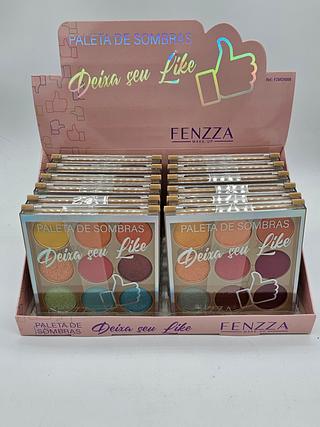 PALETA DE SOMBRAS
Deixa seu Like
FENZZA
MAKE UP
PALETA DE SOMBRAS
Deixa seu Like
PALETA DE SOMBRAS
Deixa seu Like
PALETA DE
SOMBRAS
Deixa seu Like
FENZZA